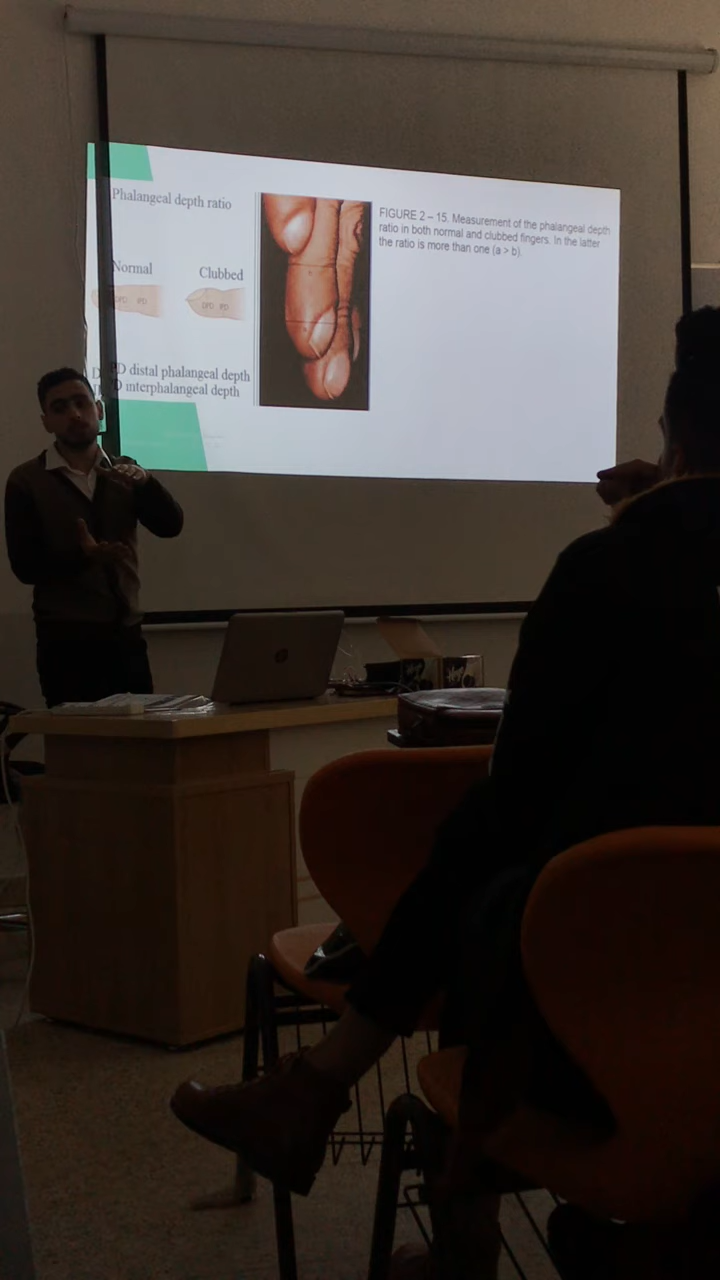 Phalangeal depth ratio
FIGURE 2 – 15. Measurement of the phalangeal depth
ratio in both normal and clubbed fingers. In the latter
the ratio is more than one (a > b).
Normal
Clubbed
DPD IPD
DPD IPD
PD distal phalangeal depth
D interphalangeal depth
hp